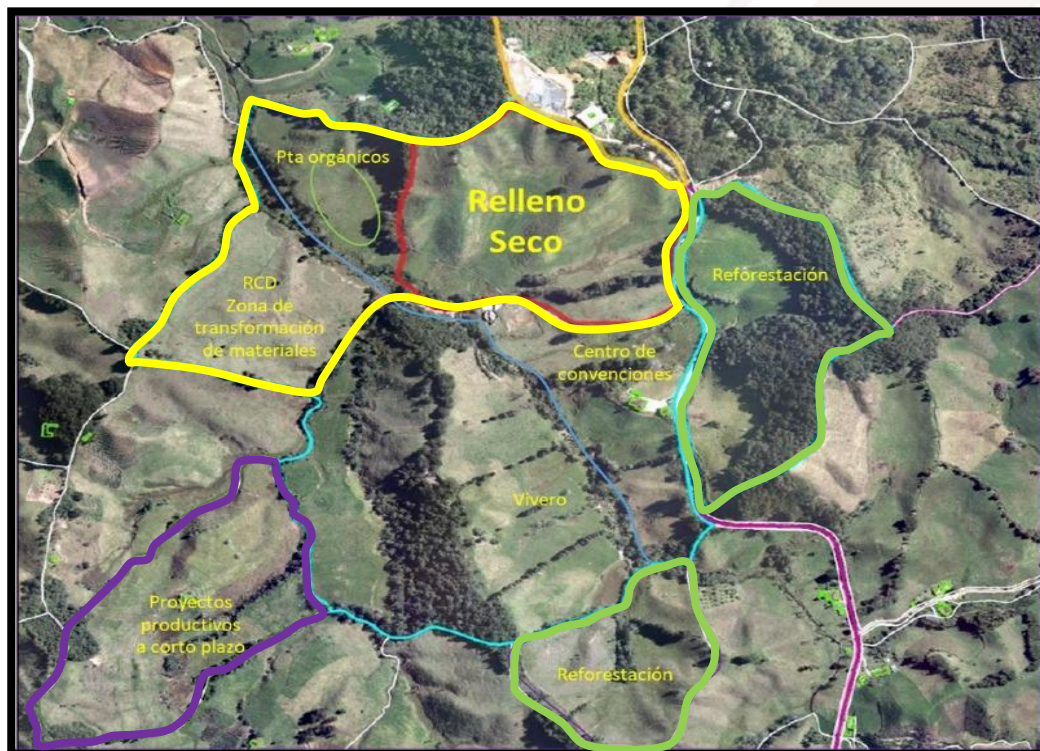 Pta orgánicos
Relleno
Seco
Reforestación
RCD
Zona de
transformación
de materiales
Centro de
convenciones
Vivero
Proyectos
productivos
a corto plazo
Reforestación